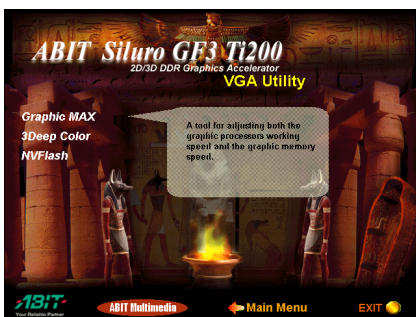 ABIT Siluro GF3 Ti200
2D/3D DDR Graphics Accelerator
VGA Utility
Graphic MAX
3Deep Color
NVFlash
A tool for adjusting both the
graphic processors working
speed and the graphic memory
speed.
ABIT
Your Reliable Partner
ABIT Multimedia
Main Menu
EXIT